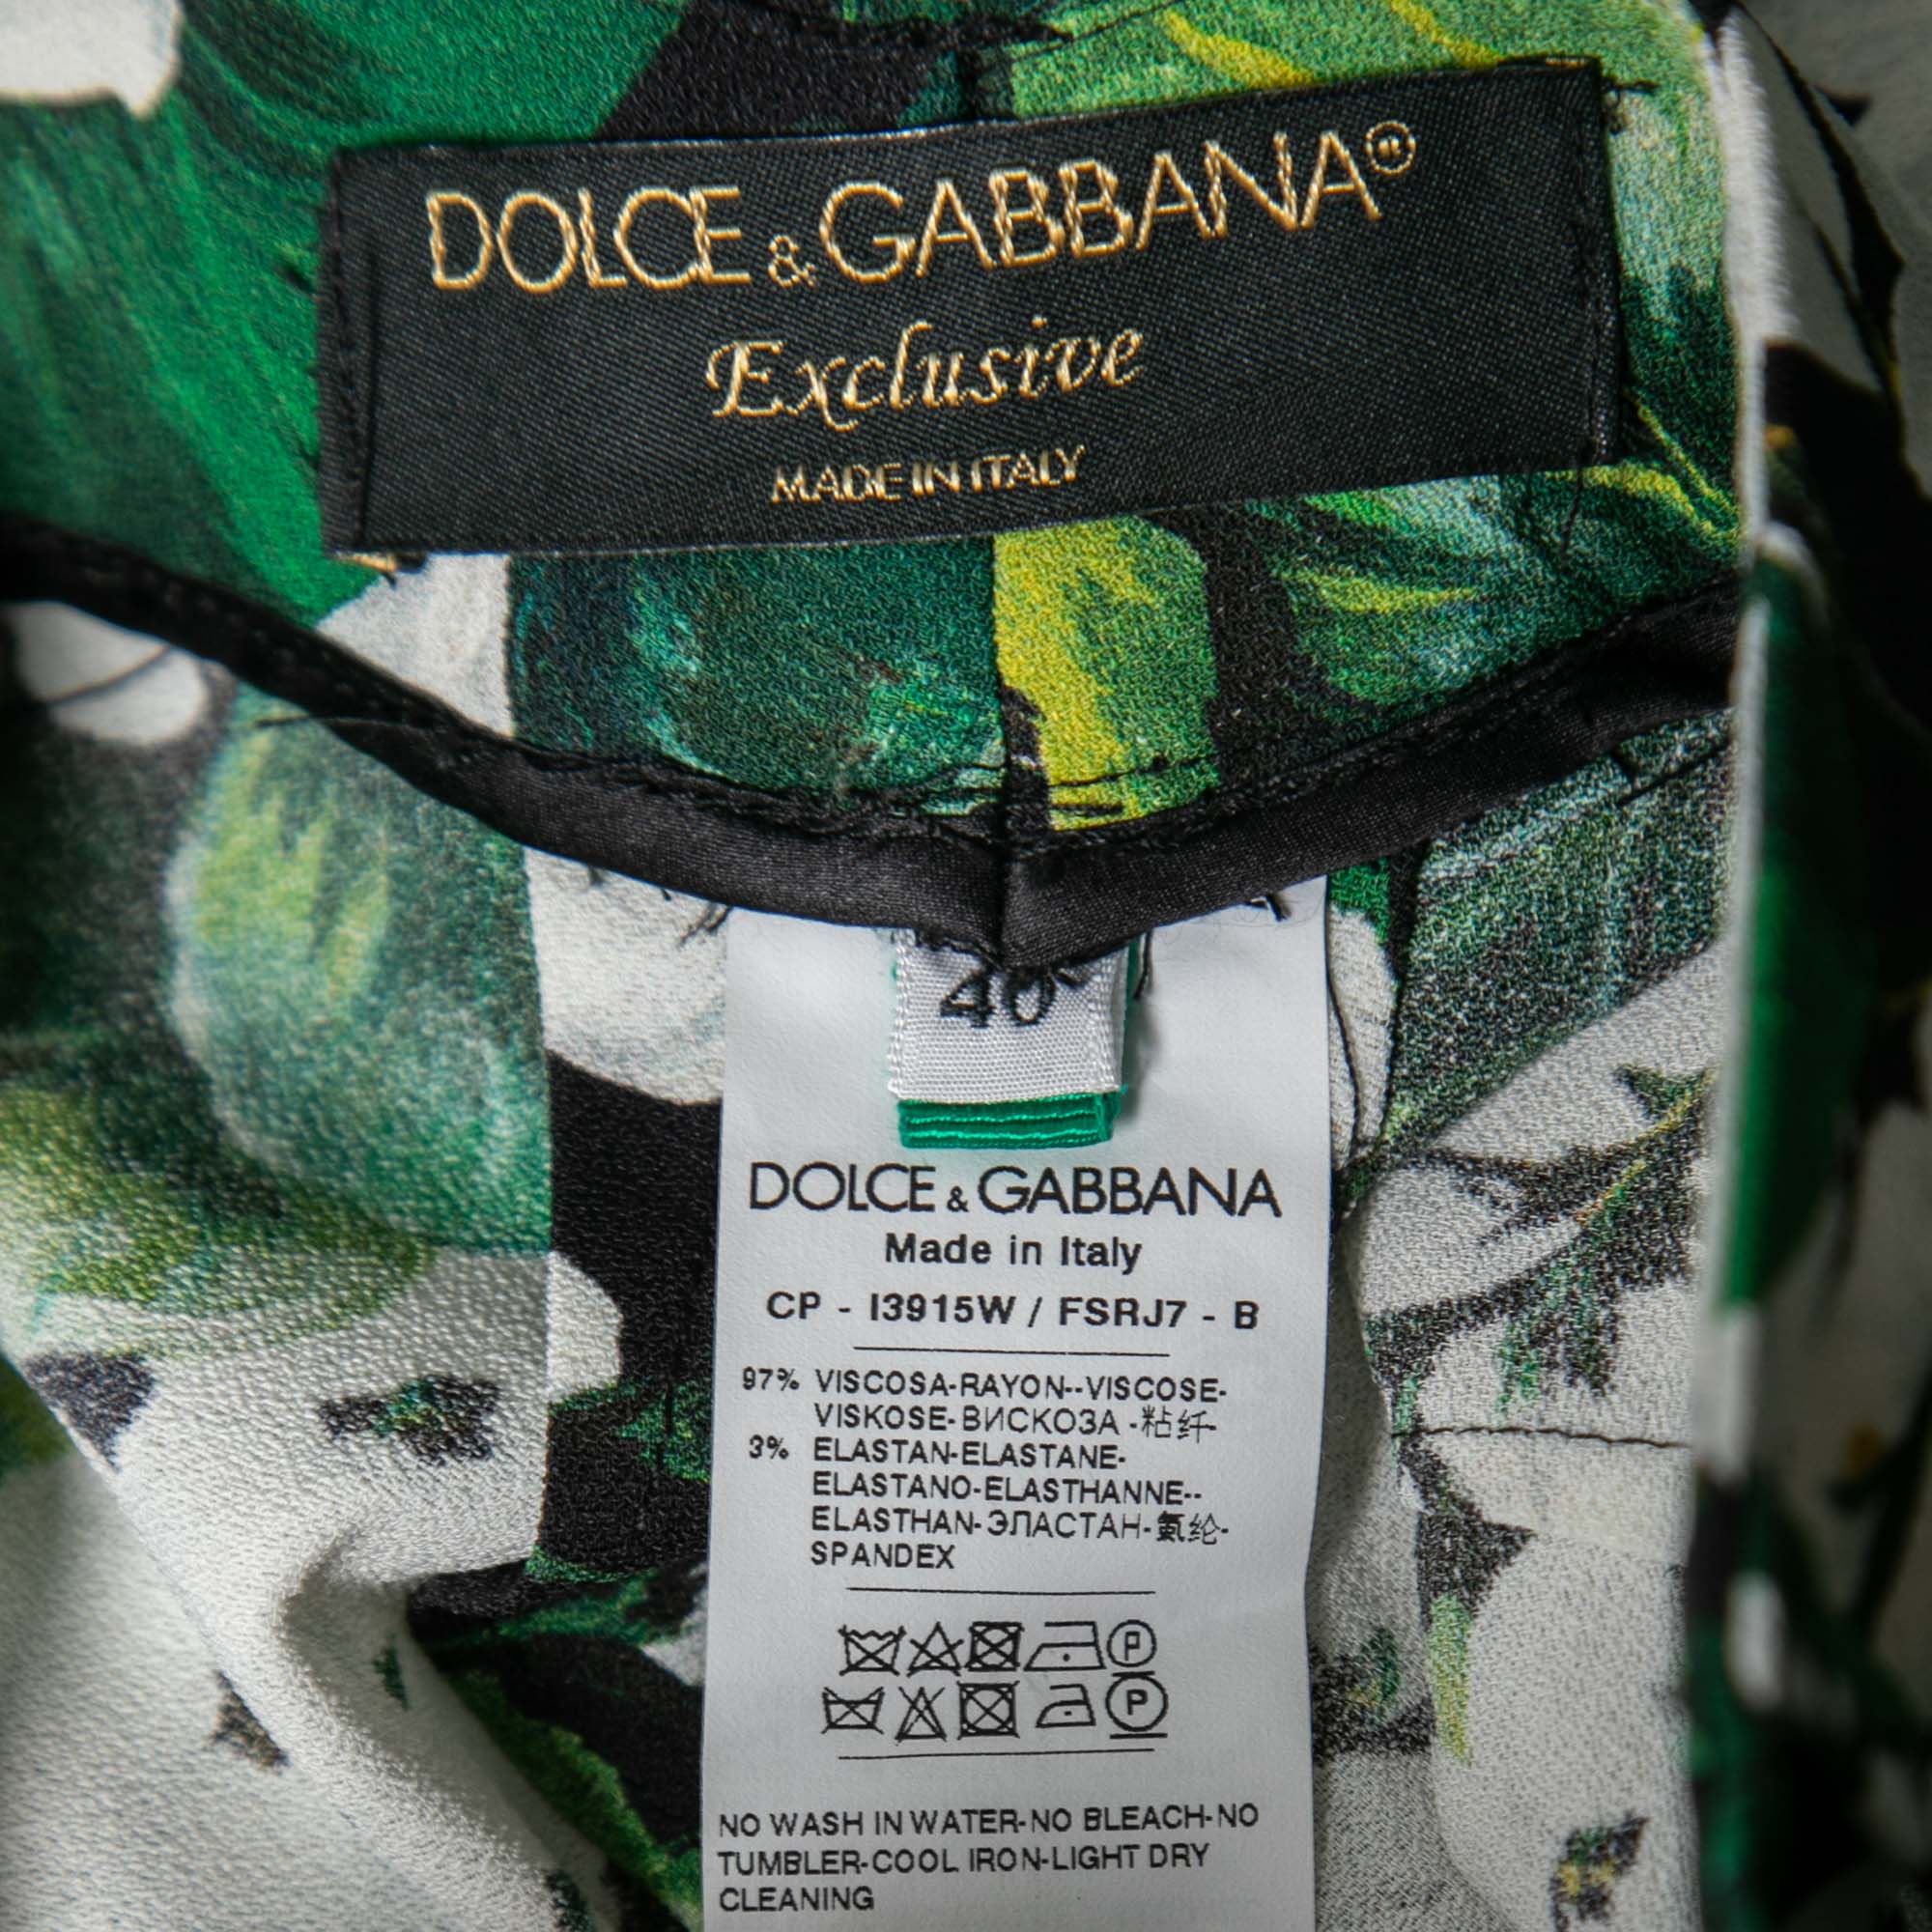 DOLCE & GABBANA®
Exclusive
MADE IN ITALY
40
DOLCE & GABBANA
Made in Italy
CP - I3915W / FSRJ7 - B
97% VISCOSA-RAYON--VISCOSE-
VISKOSE-ВИСКОЗА -粘纤-
3% ELASTAN-ELASTANE-
ELASTANO-ELASTHANNE--
ELASTHAN-ЭЛАСТАН-氨纶-
SPANDEX
P
P
NO WASH IN WATER-NO BLEACH-NO
TUMBLER-COOL IRON-LIGHT DRY
CLEANING